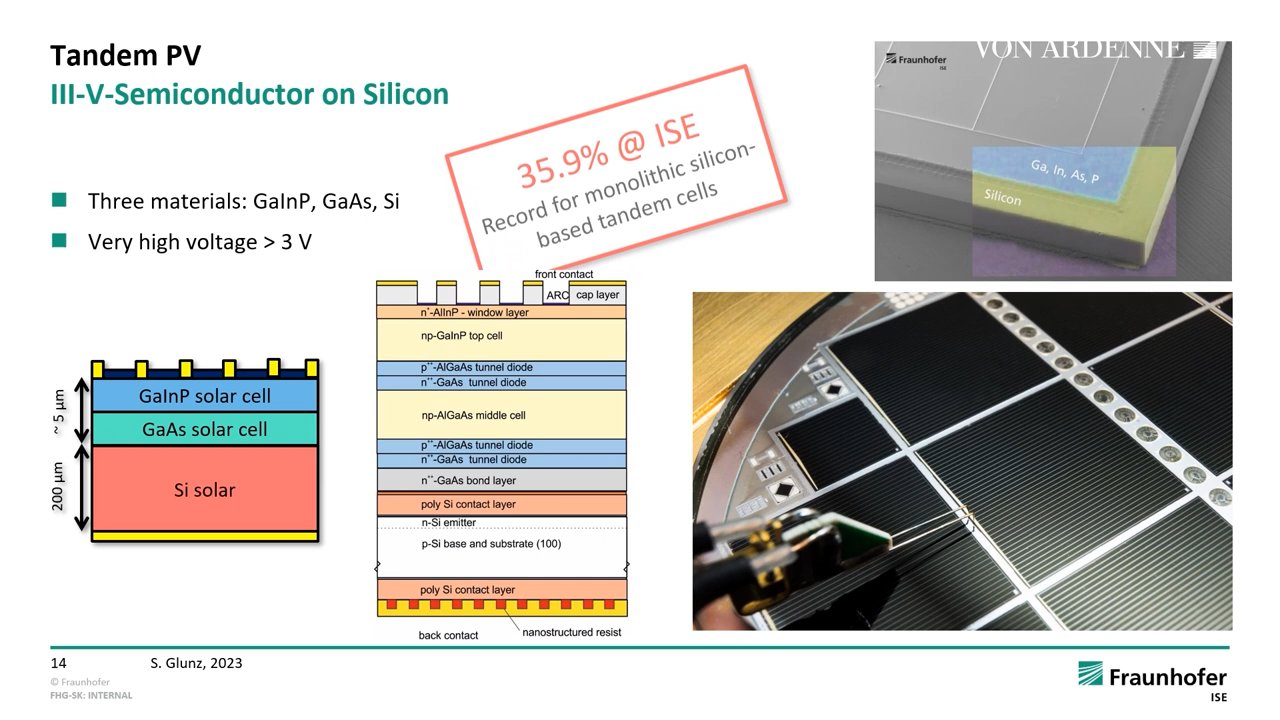 Tandem PV
III-V-Semiconductor on Silicon
Three materials: GaInP, GaAs, Si
Very high voltage > 3 V
35.9% @ ISE
Record for monolithic silicon-
based tandem cells
VON ARDENNE
Fraunhofer
ISE
Ga, In, As, P
Silicon
~ 5 µm
200 µm
GaInP solar cell
GaAs solar cell
Si solar
front contact
ARC
cap layer
n⁺-AlInP - window layer
np-GaInP top cell
p⁺⁺-AlGaAs tunnel diode
n⁺⁺-GaAs tunnel diode
np-AlGaAs middle cell
p⁺⁺-AlGaAs tunnel diode
n⁺⁺-GaAs tunnel diode
n⁺⁺-GaAs bond layer
poly Si contact layer
n-Si emitter
p-Si base and substrate (100)
poly Si contact layer
back contact
nanostructured resist
14
S. Glunz, 2023
© Fraunhofer
FHG-SK: INTERNAL
Fraunhofer
ISE